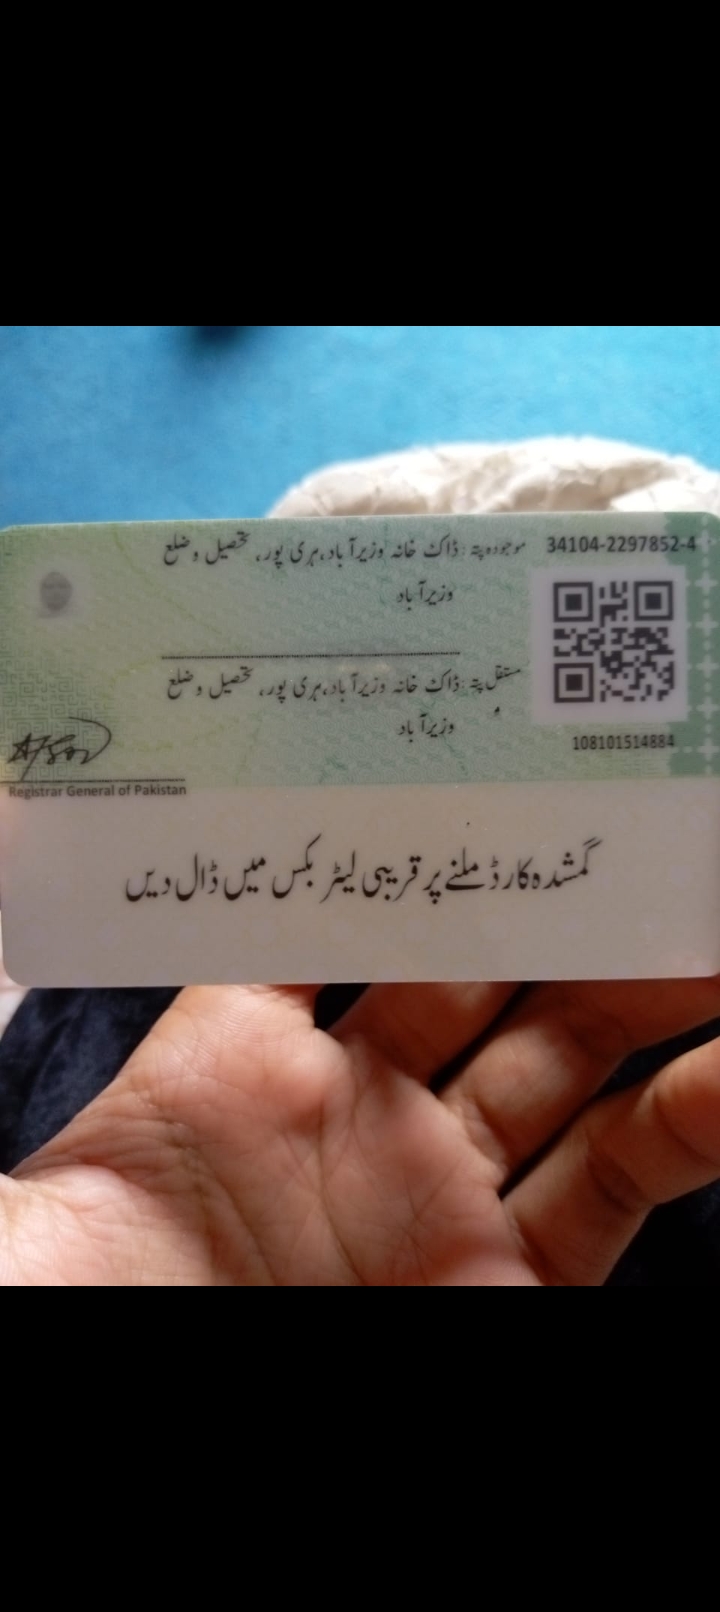 34104-2297852-4
موجودہ پتہ : ڈاک خانہ وزیرآباد،ہری پور، تحصیل و ضلع
وزیرآباد
مستقل پتہ : ڈاک خانہ وزیرآباد،ہری پور، تحصیل و ضلع
وزیرآباد
108101514884
Registrar General of Pakistan
گمشدہ کارڈ ملنے پر قریبی لیٹر بکس میں ڈال دیں